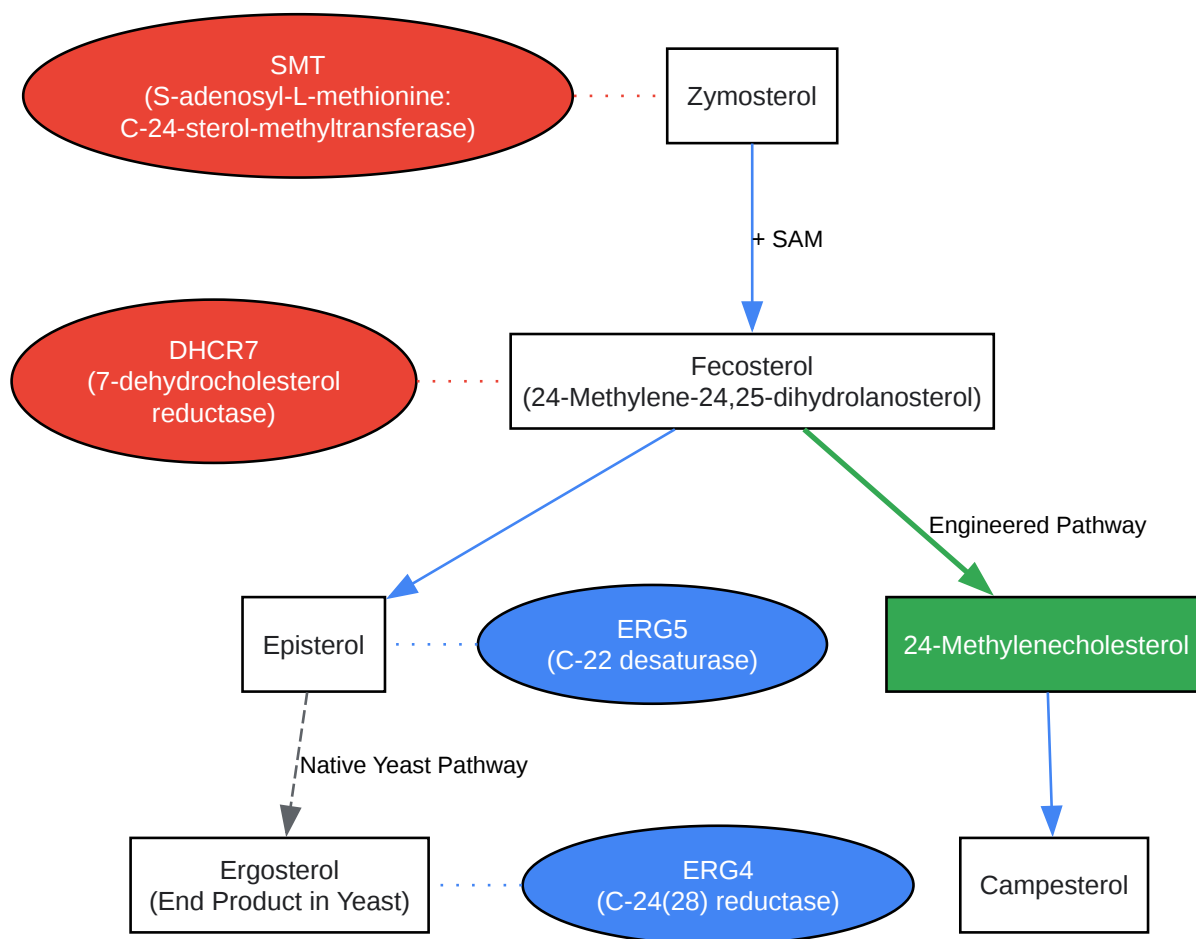 SMT
(S-adenosyl-L-methionine:
C-24-sterol-methyltransferase)
Zymosterol
+ SAM
DHCR7
(7-dehydrocholesterol
reductase)
Fecosterol
(24-Methylene-24,25-dihydrolanosterol)
Engineered Pathway
Episterol
ERG5
(C-22 desaturase)
24-Methylenecholesterol
Native Yeast Pathway
Ergosterol
(End Product in Yeast)
ERG4
(C-24(28) reductase)
Campesterol